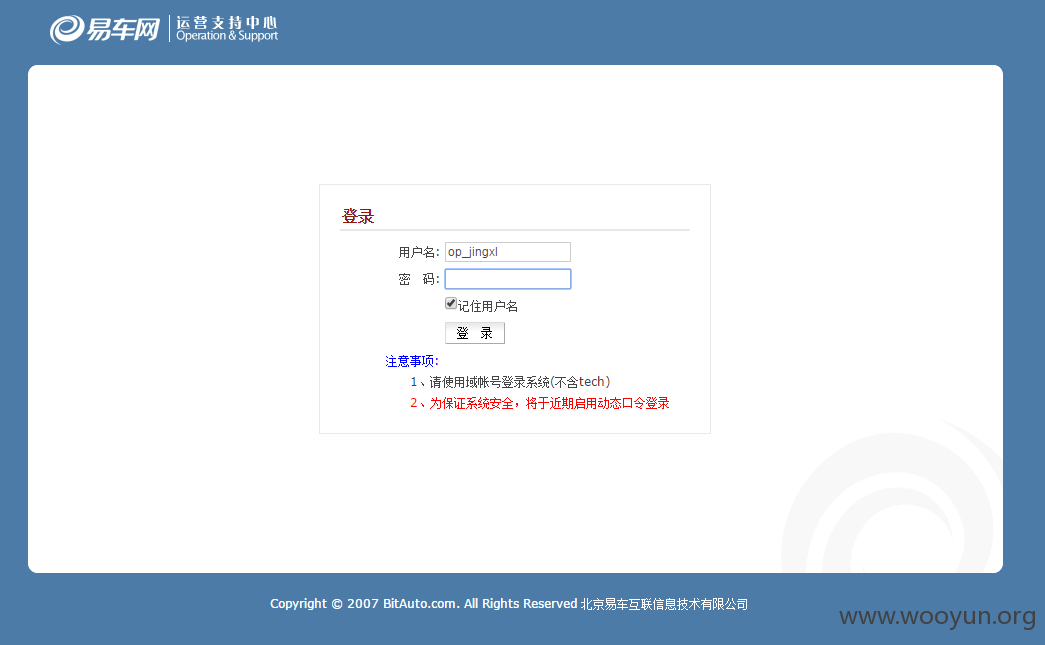 易车网 运营支持中心
Operation & Support
登录
用户名: op_jingxl
密 码:
记住用户名
登 录
注意事项:
1、请使用域帐号登录系统(不含tech)
2、为保证系统安全，将于近期启用动态口令登录
Copyright © 2007 BitAuto.com. All Rights Reserved 北京易车互联信息技术有限公司
www.wooyun.org